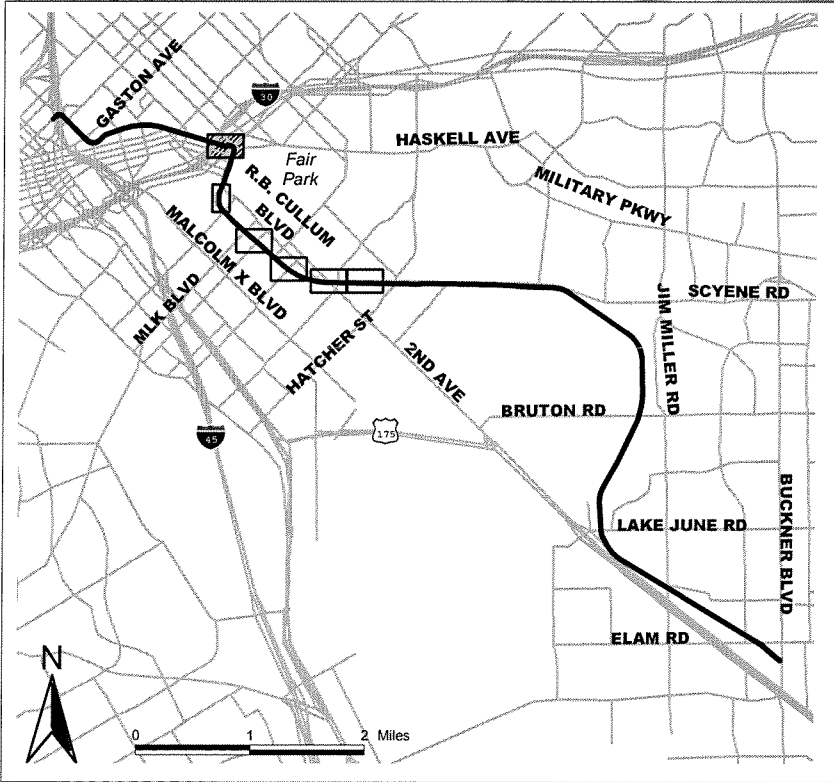 GASTON AVE
30
HASKELL AVE
Fair
Park
R.B. CULLUM
BLVD
MILITARY PKWY
MALCOLM X BLVD
MLK BLVD
SCYENE RD
JIM MILLER RD
HATCHER ST
2ND AVE
BRUTON RD
175
45
BUCKNER BLVD
LAKE JUNE RD
ELAM RD
N
0 1 2 Miles